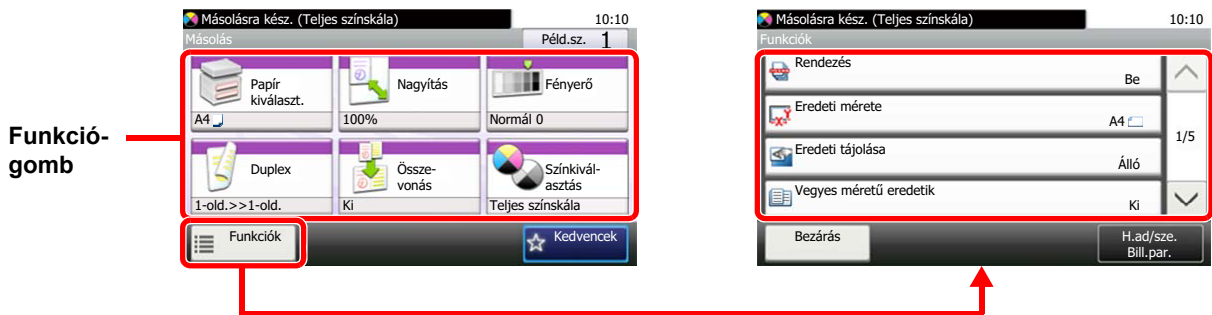 Másolásra kész. (Teljes színskála)
10:10
Másolás
Péld.sz. 1
Papír
kiválaszt.
A4
Nagyítás
100%
Fényerő
Normál 0
Duplex
1-old.>>1-old.
Össze-
vonás
Ki
Színkivál-
asztás
Teljes színskála
Funkciók
Kedvencek
Funkció-
gomb
Másolásra kész. (Teljes színskála)
10:10
Funkciók
Rendezés
Be
Eredeti mérete
A4
Eredeti tájolása
Álló
Vegyes méretű eredetik
Ki
1/5
Bezárás
H.ad/sze.
Bill.par.